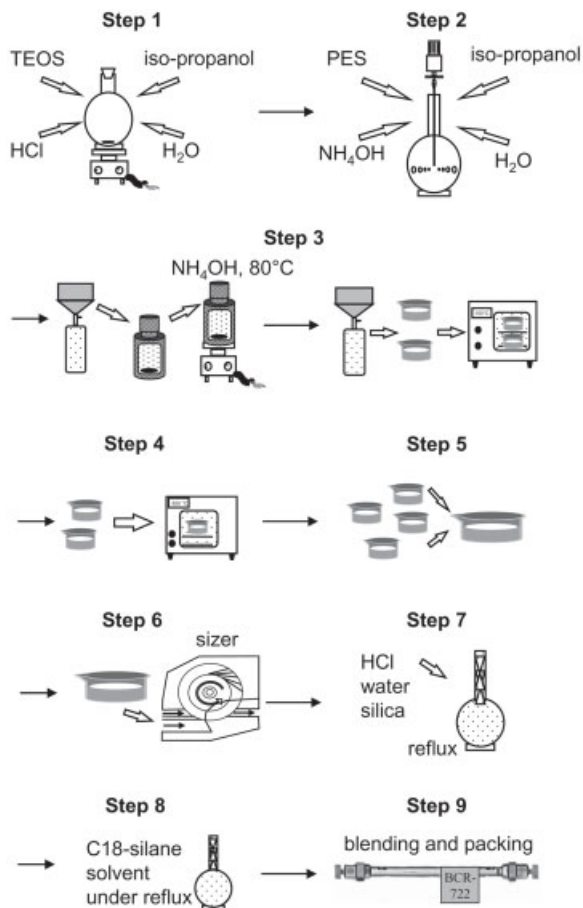 Step 1
Step 2
TEOS
iso-propanol
HCl
H₂O
PES
iso-propanol
NH₄OH
H₂O
Step 3
NH₄OH, 80°C
Step 4
Step 5
Step 6
sizer
Step 7
HCl
water
silica
reflux
Step 8
C18-silane
solvent
under reflux
Step 9
blending and packing
BCR-
722